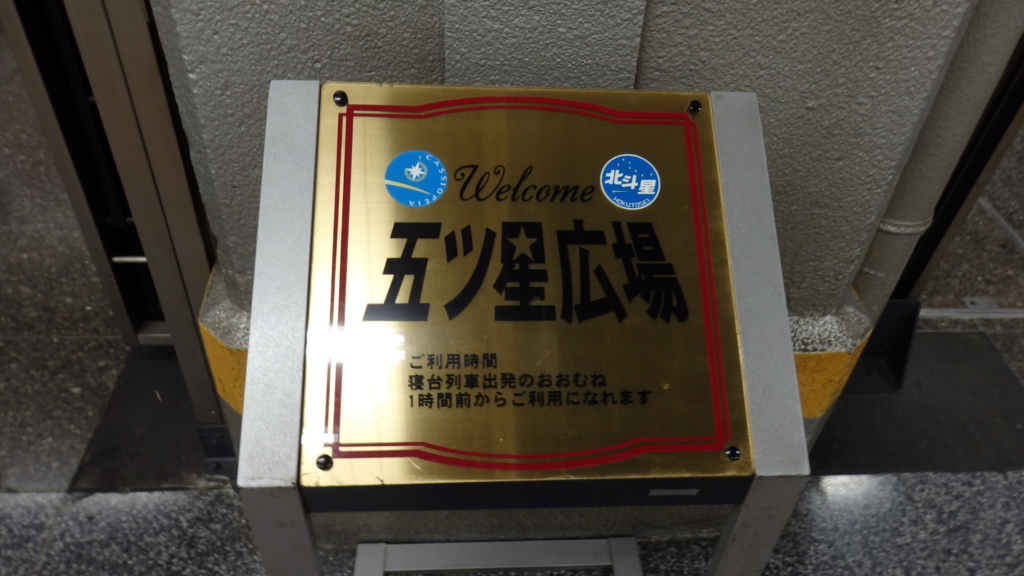 CASSIOPEIA
Welcome
北斗星
HOKUTOSEI
五ツ星広場
ご利用時間
寝台列車出発のおおむね
1時間前からご利用になれます